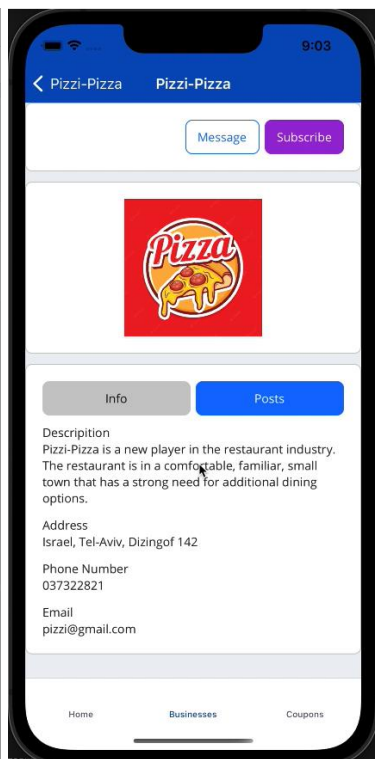 9:03
Pizzi-Pizza
Pizzi-Pizza
Message
Subscribe
Pizza
Info
Posts
Descripition
Pizzi-Pizza is a new player in the restaurant industry.
The restaurant is in a comfortable, familiar, small
town that has a strong need for additional dining
options.
Address
Israel, Tel-Aviv, Dizingof 142
Phone Number
037322821
Email
pizzi@gmail.com
Home
Businesses
Coupons